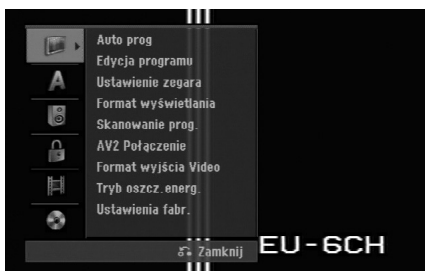 Auto prog
Edycja programu
A Ustawienie zegara
Format wyświetlania
Skanowanie prog.
AV2 Połączenie
Format wyjścia Video
Tryb oszcz.energ.
Ustawienia fabr.
Zamknij
EU-6CH